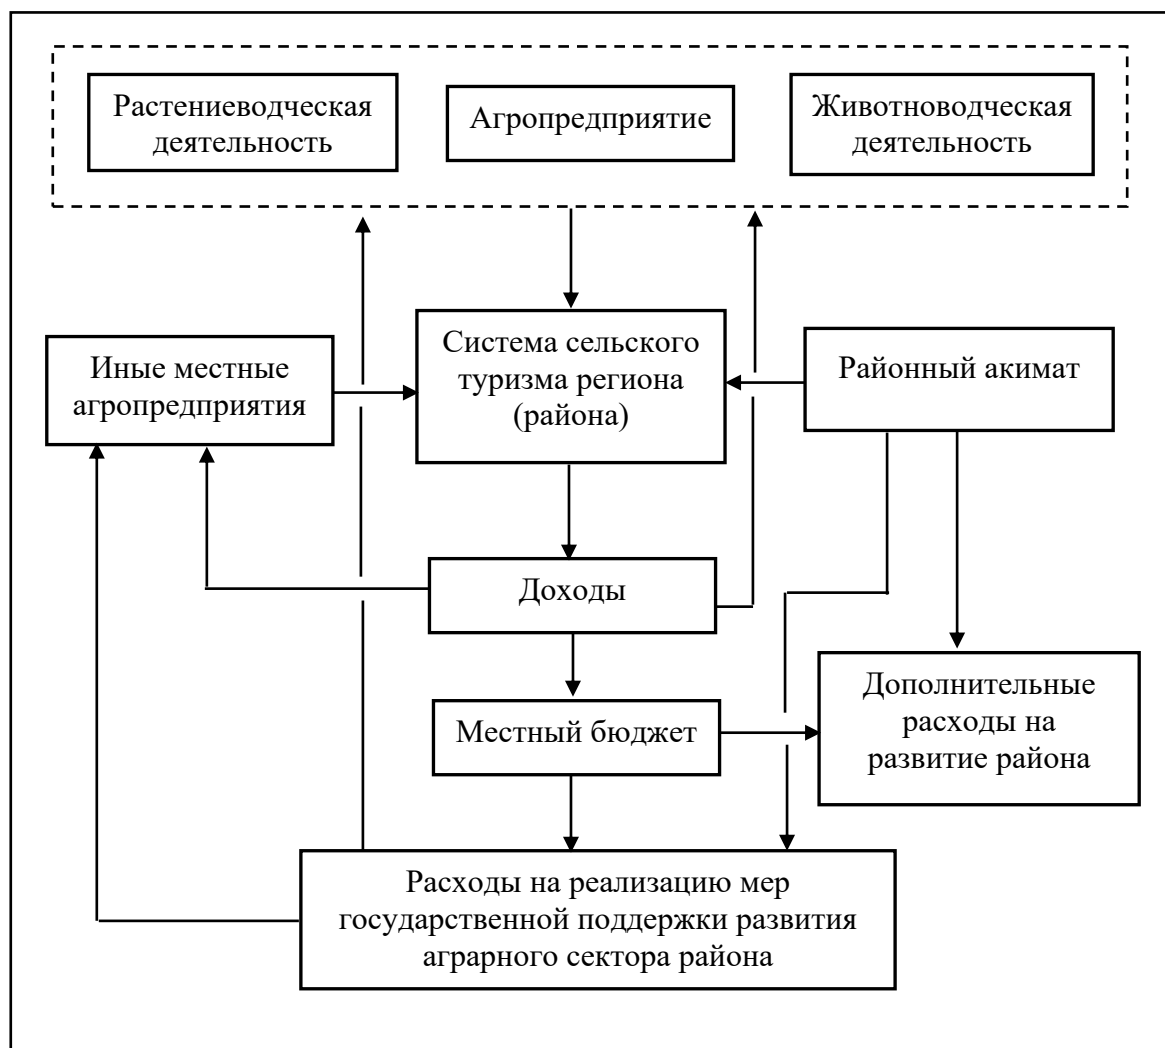 Растениеводческая
деятельность
Агропредприятие
Животноводческая
деятельность
Иные местные
агропредприятия
Система сельского
туризма региона
(района)
Районный акимат
Доходы
Местный бюджет
Дополнительные
расходы на
развитие района
Расходы на реализацию мер
государственной поддержки развития
аграрного сектора района